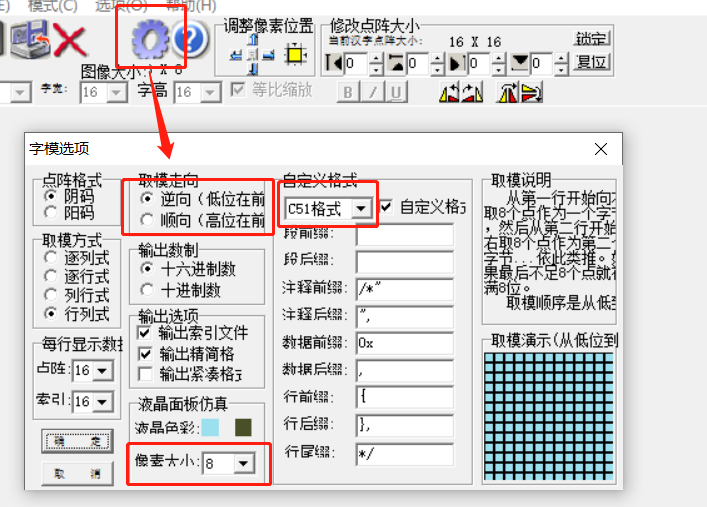 模式(C) 选项(O) 帮助(H)
调整像素位置
修改点阵大小
当前汉字点阵大小: 16 X 16
锁定
0 0 0 0 复位
图像大小: X 8
字宽: 16 字高 16 等比缩放
B I U
字模选项
点阵格式
阴码
阳码
取模方式
逐列式
逐行式
列行式
行列式
每行显示数据
点阵: 16
索引: 16
确 定
取 消
取模走向
逆向(低位在前
顺向(高位在前
输出数制
十六进制数
十进制数
输出选项
输出索引文件
输出精简格
输出紧凑格式
液晶面板仿真
液晶色彩:
像素大小: 8
自定义格式
C51格式 自定义格式
段前缀:
段后缀:
注释前缀: /*"
注释后缀: ",
数据前缀: 0x
数据后缀: ,
行前缀: {
行后缀: },
行尾缀: */
取模说明
从第一行开始向右
取8个点作为一个字节
,然后从第二行开始
右取8个点作为第二个
字节...依此类推。如
果最后不足8个点就补
满8位。
取模顺序是从低到
取模演示(从低位到